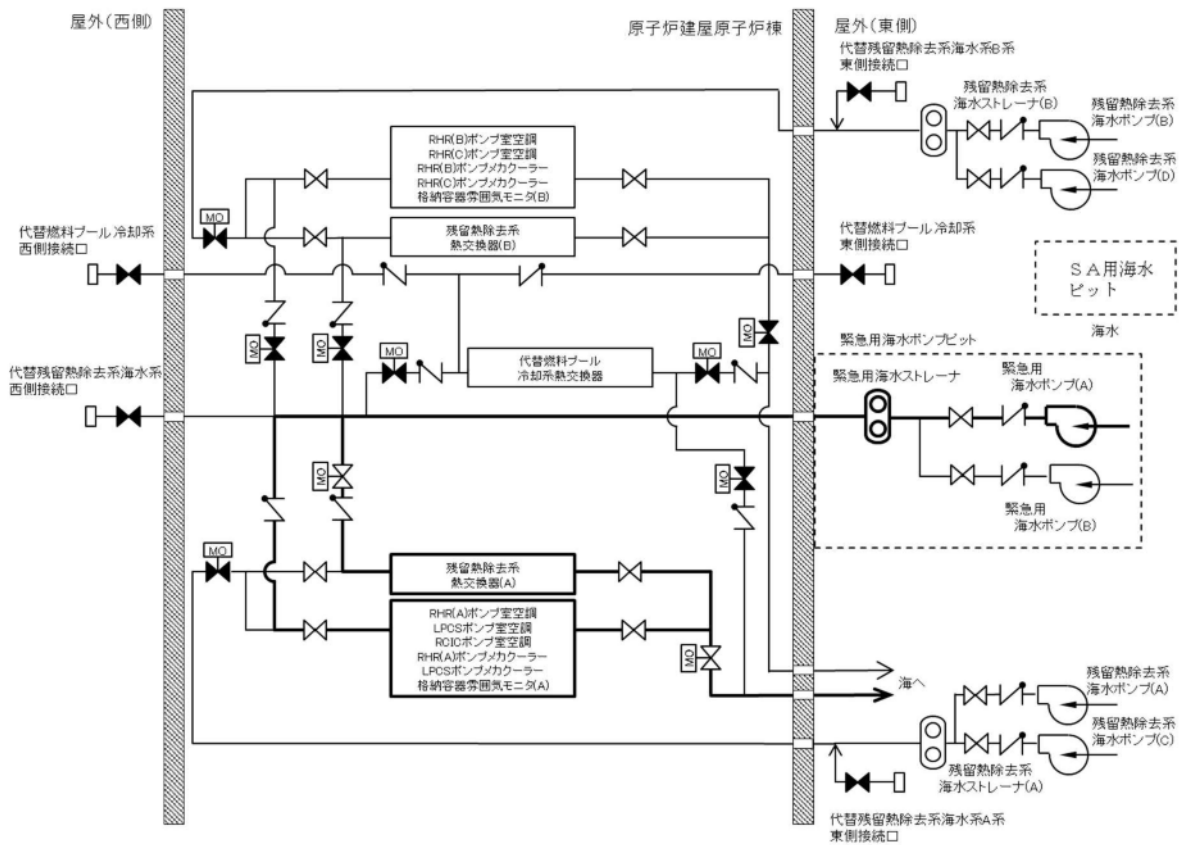 屋外(西側)
原子炉建屋原子炉棟
屋外(東側)
代替残留熱除去系海水系B系
東側接続口
残留熱除去系
海水ストレーナ(B)
残留熱除去系
海水ポンプ(B)
残留熱除去系
海水ポンプ(D)
RHR(B)ポンプ室空調
RHR(C)ポンプ室空調
RHR(B)ポンプメカクーラー
RHR(C)ポンプメカクーラー
格納容器雰囲気モニタ(B)
MO
代替燃料プール冷却系
西側接続口
残留熱除去系
熱交換器(B)
代替燃料プール冷却系
東側接続口
SA用海水
ピット
海水
MO
MO
MO
MO
MO
代替燃料プール
冷却系熱交換器
緊急用海水ポンプピット
代替残留熱除去系海水系
西側接続口
緊急用海水ストレーナ
緊急用
海水ポンプ(A)
MO
MO
緊急用
海水ポンプ(B)
MO
残留熱除去系
熱交換器(A)
RHR(A)ポンプ室空調
LPCSポンプ室空調
RCICポンプ室空調
RHR(A)ポンプメカクーラー
LPCSポンプメカクーラー
格納容器雰囲気モニタ(A)
MO
海へ
残留熱除去系
海水ポンプ(A)
残留熱除去系
海水ポンプ(C)
残留熱除去系
海水ストレーナ(A)
代替残留熱除去系海水系A系
東側接続口